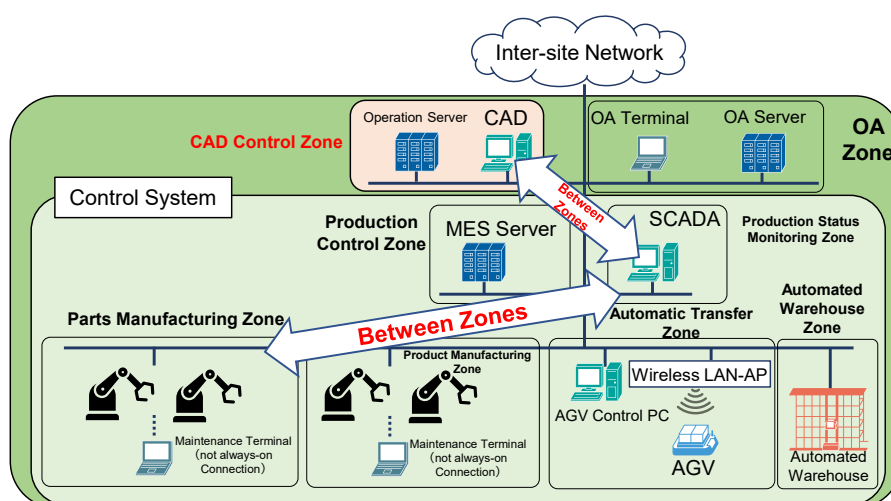 Inter-site Network
CAD Control Zone
Operation Server
CAD
OA Terminal
OA Server
OA
Zone
Control System
Between
Zones
Production
Control Zone
MES Server
SCADA
Production Status
Monitoring Zone
Parts Manufacturing Zone
Between Zones
Automatic Transfer
Zone
Automated
Warehouse
Zone
Product Manufacturing
Zone
Maintenance Terminal
(not always-on
Connection)
Maintenance Terminal
(not always-on
Connection)
AGV Control PC
Wireless LAN-AP
AGV
Automated
Warehouse